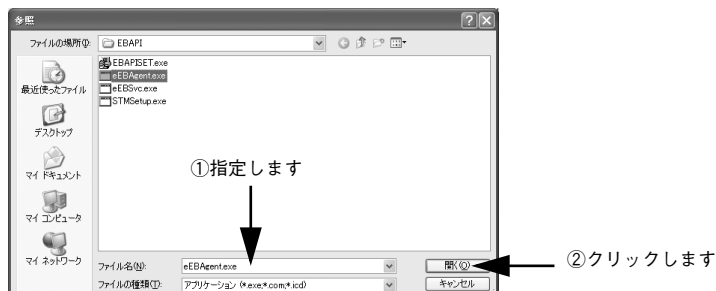 参照
ファイルの場所(I):
EBAPI
EBAPISET.exe
eEBAgent.exe
eEBSvc.exe
STMSetup.exe
最近使ったファイル
デスクトップ
マイ ドキュメント
マイ コンピュータ
マイ ネットワーク
①指定します
ファイル名(N):
eEBAgent.exe
開く(O)
②クリックします
ファイルの種類(T):
アプリケーション (*.exe;*.com;*.icd)
キャンセル